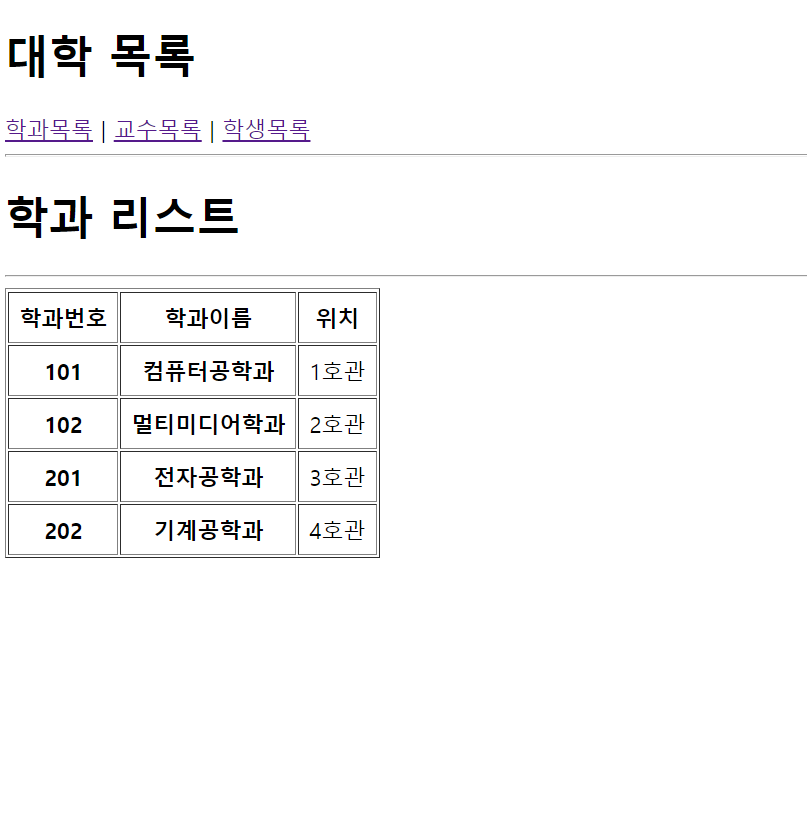 대학 목록
학과목록 | 교수목록 | 학생목록
학과 리스트
학과번호 학과이름 위치
101 컴퓨터공학과 1호관
102 멀티미디어학과 2호관
201 전자공학과 3호관
202 기계공학과 4호관